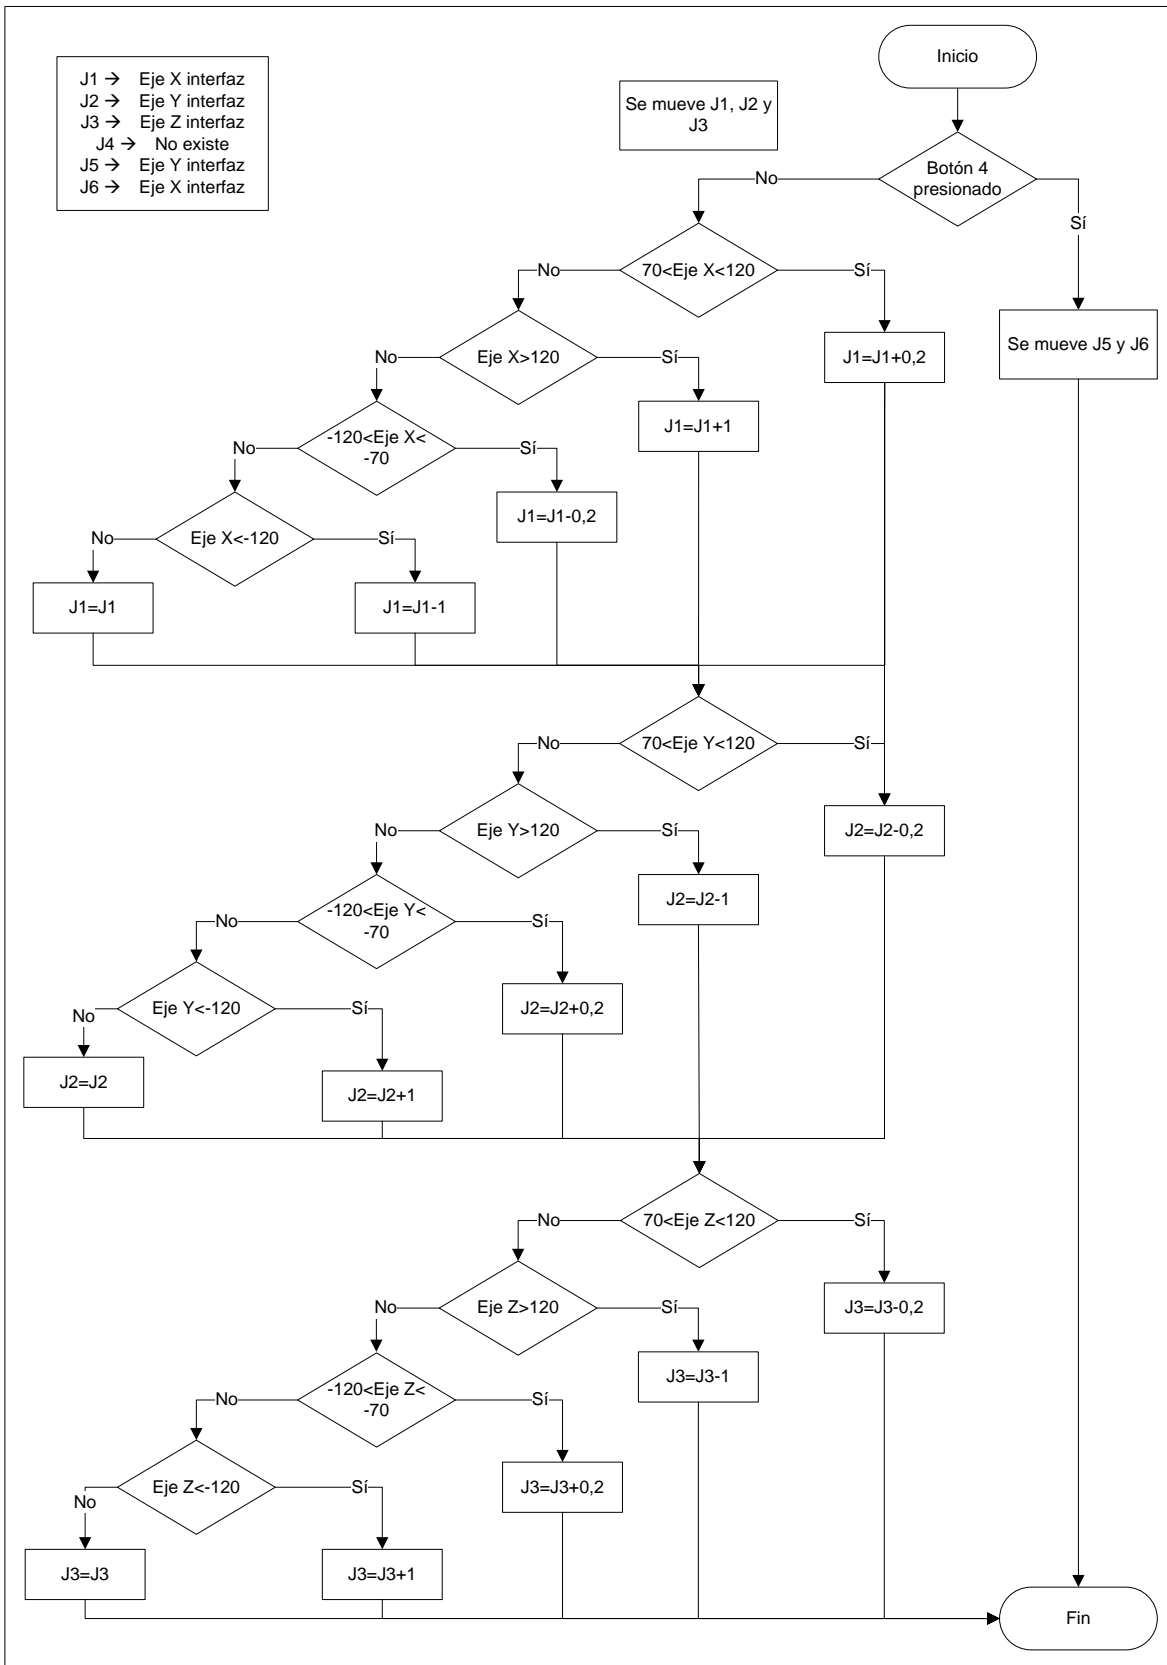 Inicio
J1 → Eje X interfaz
J2 → Eje Y interfaz
J3 → Eje Z interfaz
J4 → No existe
J5 → Eje Y interfaz
J6 → Eje X interfaz
Se mueve J1, J2 y
J3
Botón 4
presionado
No
Sí
70<Eje X<120
No
Sí
Se mueve J5 y J6
Eje X>120
No
Sí
J1=J1+0,2
-120<Eje X<
-70
No
Sí
J1=J1+1
Eje X<-120
No
Sí
J1=J1-0,2
J1=J1
J1=J1-1
70<Eje Y<120
No
Sí
Eje Y>120
No
Sí
J2=J2-0,2
-120<Eje Y<
-70
No
Sí
J2=J2-1
Eje Y<-120
No
Sí
J2=J2+0,2
J2=J2
J2=J2+1
70<Eje Z<120
No
Sí
Eje Z>120
No
Sí
J3=J3-0,2
-120<Eje Z<
-70
No
Sí
J3=J3-1
Eje Z<-120
No
Sí
J3=J3+0,2
J3=J3
J3=J3+1
Fin